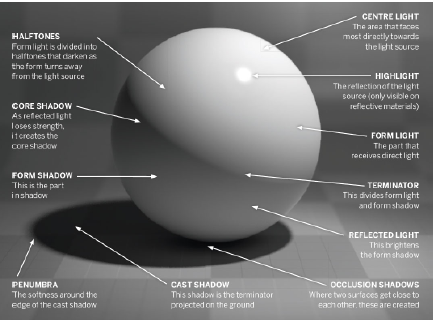 CENTRE LIGHT
The area that faces
most directly towards
the light source
HALFTONES
Form light is divided into
halftones that darken as
the form turns away
from the light source
HIGHLIGHT
The reflection of the light
source (only visible on
reflective materials)
CORE SHADOW
As reflected light
loses strength,
it creates the
core shadow
FORM LIGHT
The part that
receives direct light
FORM SHADOW
This is the part
in shadow
TERMINATOR
This divides form light
and form shadow
REFLECTED LIGHT
This brightens
the form shadow
PENUMBRA
The softness around the
edge of the cast shadow
CAST SHADOW
This shadow is the terminator
projected on the ground
OCCLUSION SHADOWS
Where two surfaces get close to
each other, these are created